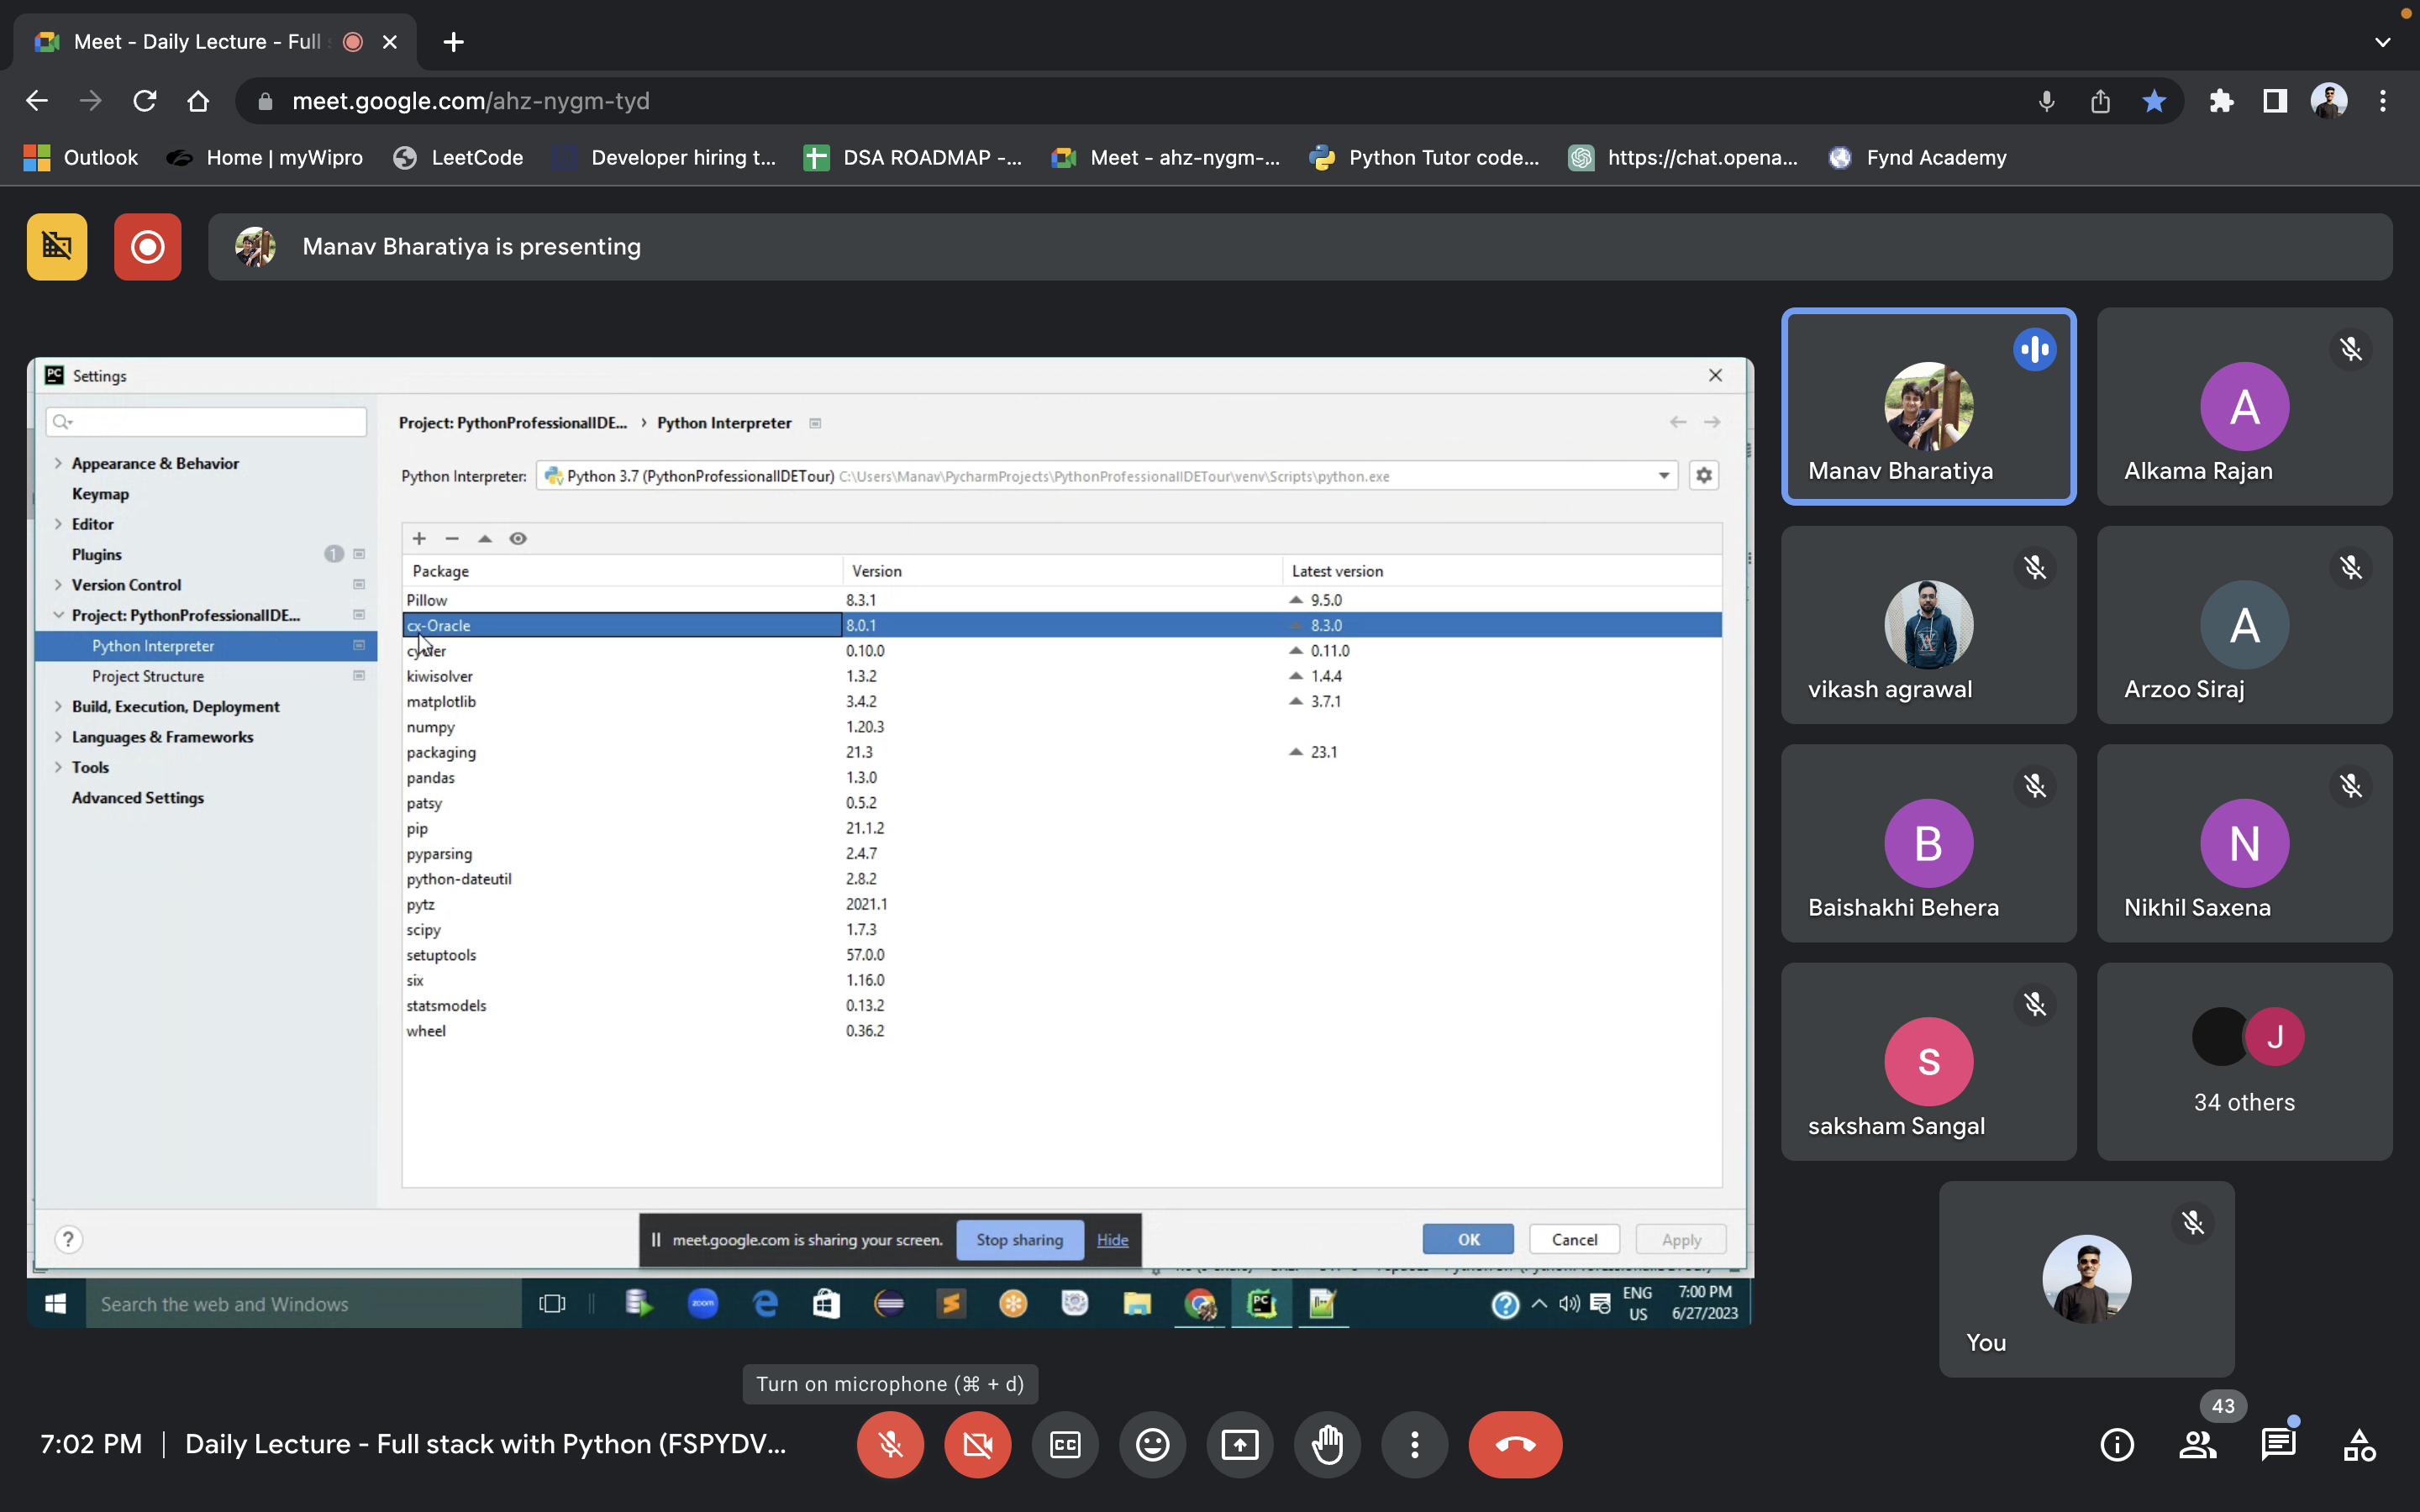 Meet - Daily Lecture - Full
meet.google.com/ahz-nygm-tyd
Outlook
Home | myWipro
LeetCode
Developer hiring t...
DSA ROADMAP -...
Meet - ahz-nygm-...
Python Tutor code...
https://chat.opena...
Fynd Academy
Manav Bharatiya is presenting
PC Settings
Project: PythonProfessionalIDE... › Python Interpreter
Appearance & Behavior
Keymap
Editor
Plugins 1
Version Control
Project: PythonProfessionalIDE...
Python Interpreter
Project Structure
Build, Execution, Deployment
Languages & Frameworks
Tools
Advanced Settings
Python Interpreter: Python 3.7 (PythonProfessionalIDETour) C:\Users\Manav\PycharmProjects\PythonProfessionalIDETour\venv\Scripts\python.exe
Package Version Latest version
Pillow 8.3.1 9.5.0
cx-Oracle 8.0.1 8.3.0
0.10.0 0.11.0
kiwisolver 1.3.2 1.4.4
matplotlib 3.4.2 3.7.1
numpy 1.20.3
packaging 21.3 23.1
pandas 1.3.0
patsy 0.5.2
pip 21.1.2
pyparsing 2.4.7
python-dateutil 2.8.2
pytz 2021.1
scipy 1.7.3
setuptools 57.0.0
six 1.16.0
statsmodels 0.13.2
wheel 0.36.2
meet.google.com is sharing your screen. Stop sharing Hide
OK Cancel Apply
Search the web and Windows
zoom
PC
ENG
US
7:00 PM
6/27/2023
Manav Bharatiya
A
Alkama Rajan
vikash agrawal
A
Arzoo Siraj
B
Baishakhi Behera
N
Nikhil Saxena
S
saksham Sangal
J
34 others
You
Turn on microphone (⌘ + d)
7:02 PM | Daily Lecture - Full stack with Python (FSPYDV...
CC
43